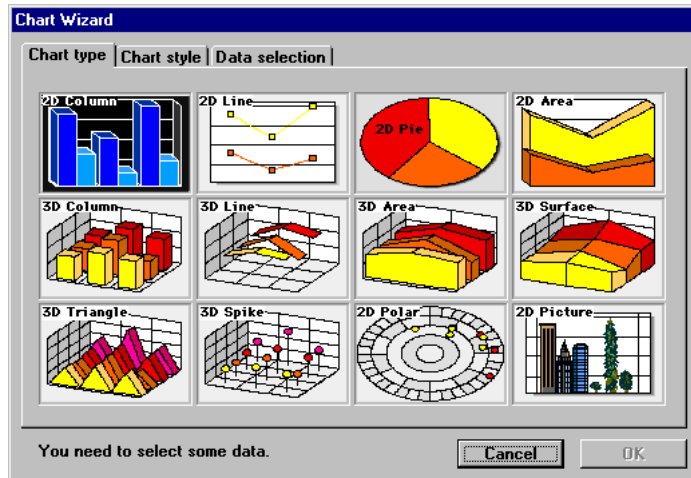 Chart Wizard
Chart type Chart style Data selection
2D Column 2D Line 2D Pie 2D Area
3D Column 3D Line 3D Area 3D Surface
3D Triangle 3D Spike 2D Polar 2D Picture
You need to select some data. Cancel OK